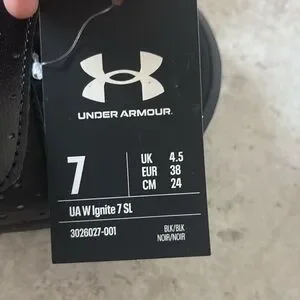 UNDER ARMOUR
7
UK 4.5
EUR 38
CM 24
UA W Ignite 7 SL
3026027-001
BLK/BLK
NOIR/NOIR